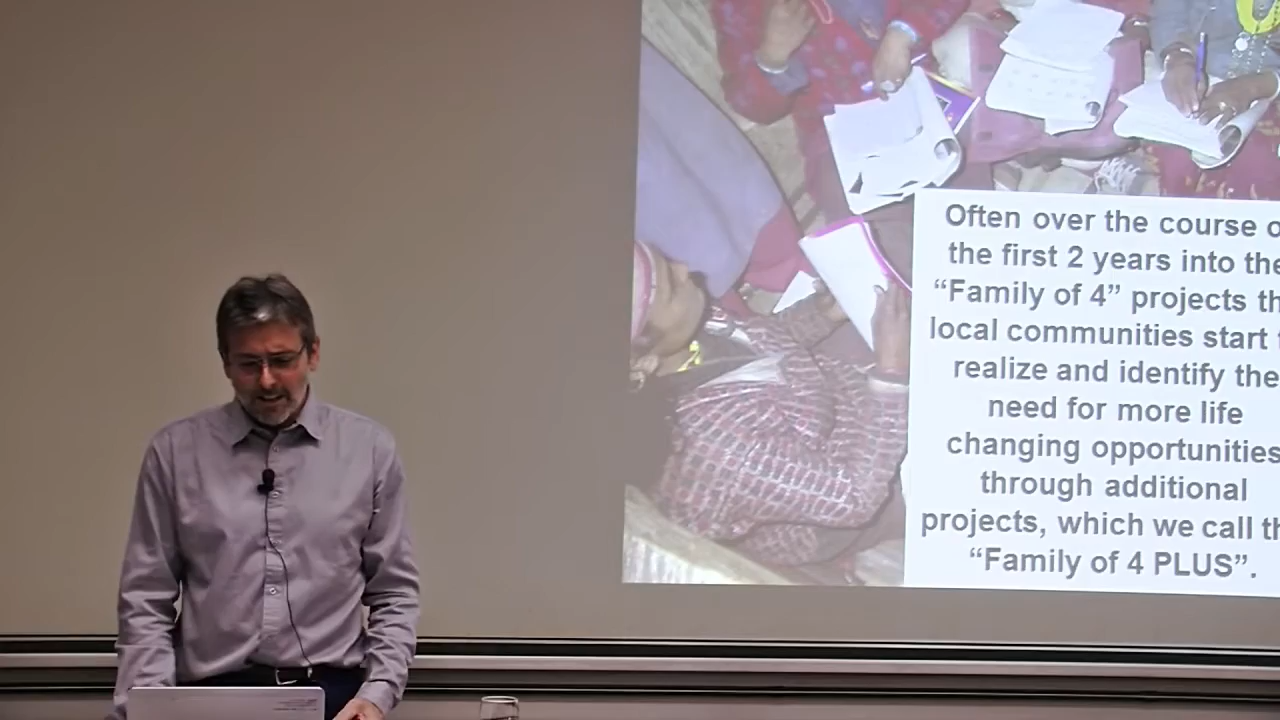 Often over the course o
the first 2 years into the
“Family of 4” projects th
local communities start
realize and identify the
need for more life
changing opportunities
through additional
projects, which we call th
“Family of 4 PLUS”.